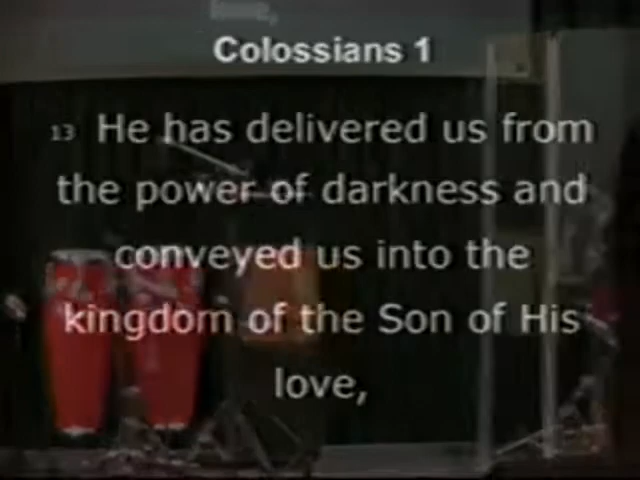 love,
Colossians 1
13 He has delivered us from
the power of darkness and
conveyed us into the
kingdom of the Son of His
love,